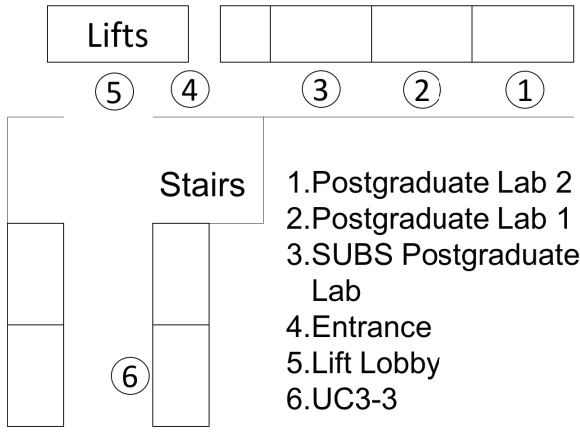 Lifts
5 4 3 2 1
Stairs
1.Postgraduate Lab 2
2.Postgraduate Lab 1
3.SUBS Postgraduate
Lab
4.Entrance
5.Lift Lobby
6.UC3-3
6